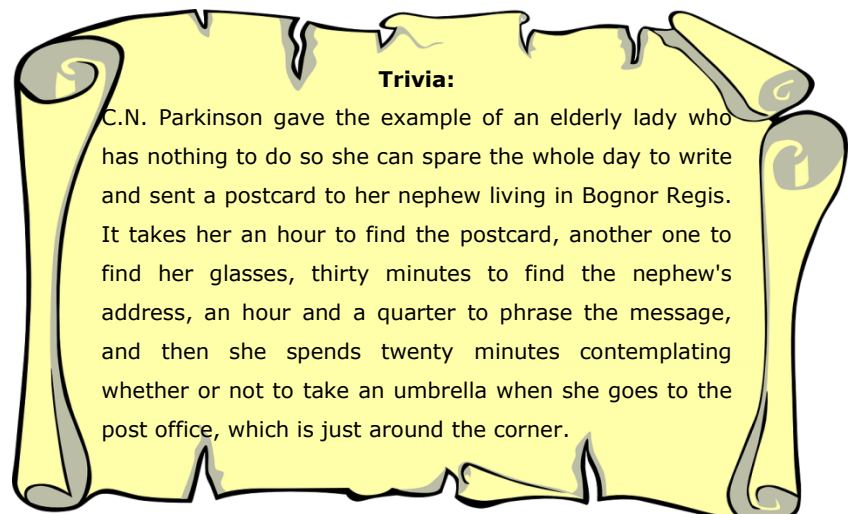 Trivia:
C.N. Parkinson gave the example of an elderly lady who
has nothing to do so she can spare the whole day to write
and sent a postcard to her nephew living in Bognor Regis.
It takes her an hour to find the postcard, another one to
find her glasses, thirty minutes to find the nephew's
address, an hour and a quarter to phrase the message,
and then she spends twenty minutes contemplating
whether or not to take an umbrella when she goes to the
post office, which is just around the corner.